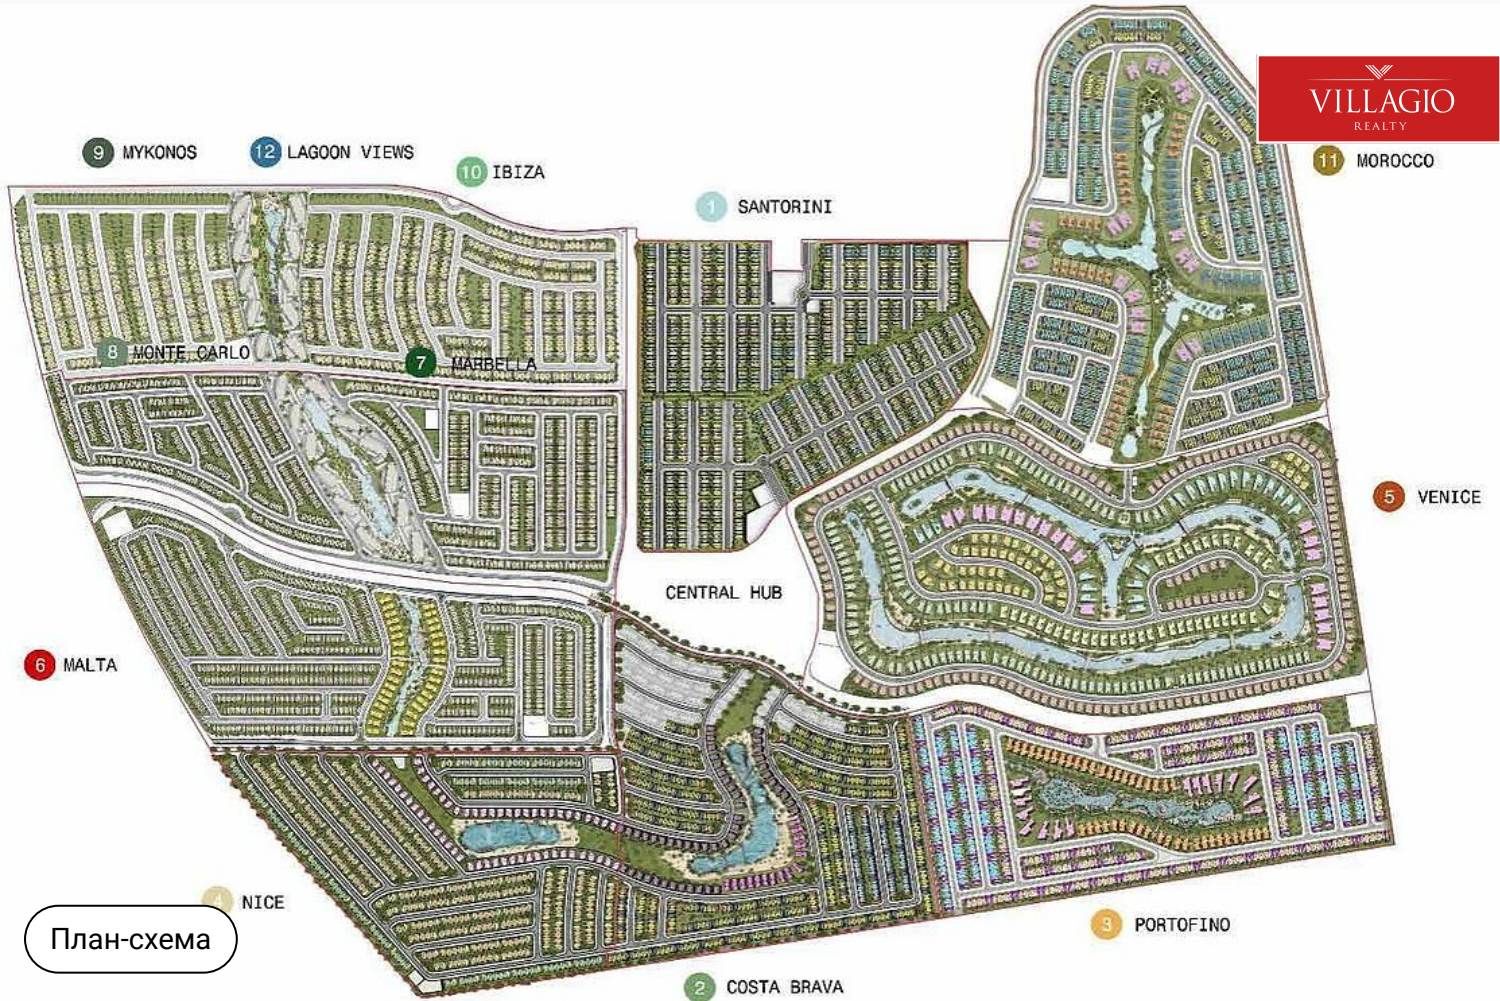 VILLAGIO
REALTY
9 MYKONOS
12 LAGOON VIEWS
10 IBIZA
1 SANTORINI
11 MOROCCO
8 MONTE CARLO
7 MARBELLA
5 VENICE
CENTRAL HUB
6 MALTA
4 NICE
План-схема
3 PORTOFINO
2 COSTA BRAVA